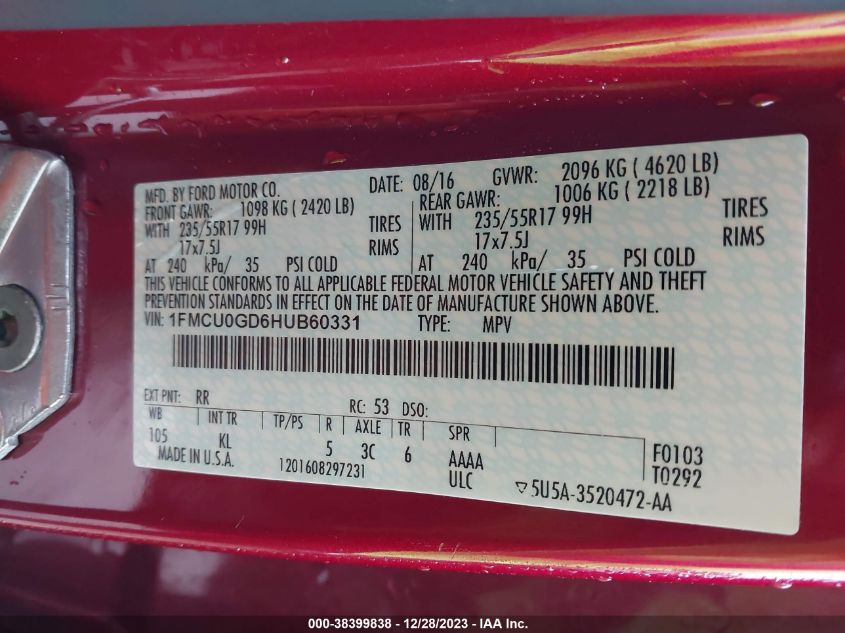 MFD. BY FORD MOTOR CO. DATE: 08/16 GVWR: 2096 KG ( 4620 LB)
FRONT GAWR: 1098 KG ( 2420 LB) REAR GAWR: 1006 KG ( 2218 LB)
WITH 235/55R17 99H TIRES WITH 235/55R17 99H TIRES
17x7.5J RIMS 17x7.5J RIMS
AT 240 kPa/ 35 PSI COLD AT 240 kPa/ 35 PSI COLD
THIS VEHICLE CONFORMS TO ALL APPLICABLE FEDERAL MOTOR VEHICLE SAFETY AND THEFT
PREVENTION STANDARDS IN EFFECT ON THE DATE OF MANUFACTURE SHOWN ABOVE.
VIN: 1FMCU0GD6HUB60331 TYPE: MPV
EXT PNT: RR RC: 53 DSO:
WB INT TR TP/PS R AXLE TR SPR
105 KL 5 3C 6 AAAA F0103
MADE IN U.S.A. 1201608297231 ULC T0292
▽5U5A-3520472-AA
000-38399838 - 12/28/2023 - IAA Inc.